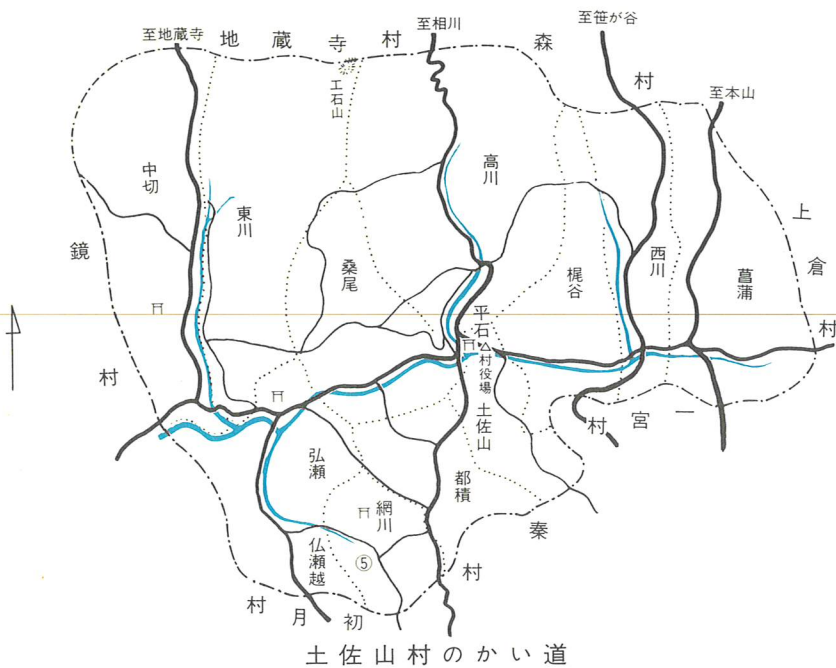 至地蔵寺
地蔵寺村
至相川
森村
至笹が谷
至本山
工石山
中切
東川
高川
上倉村
鏡村
桑尾
梶谷
西川
菖蒲
平石
村役場
土佐山
一宮村
弘瀬
網川
都積
秦村
仏瀬越
⑤
初月村
土佐山村のかい道